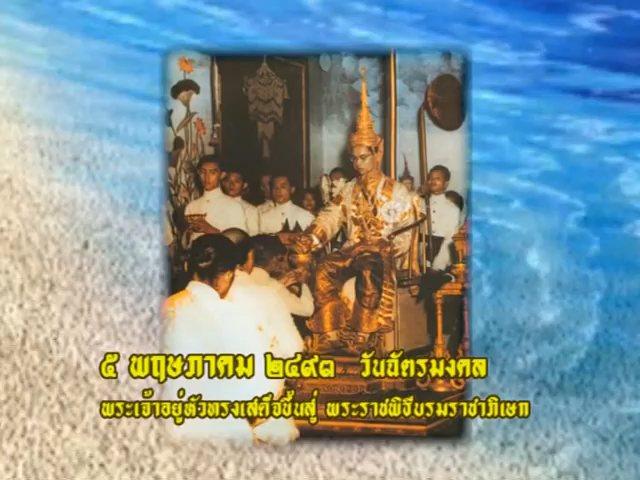 ๕ พฤษภาคม ๒๔๙๓ วันฉัตรมงคล
พระเจ้าอยู่หัวทรงเสด็จขึ้นสู่ พระราชพิธีบรมราชาภิเษก